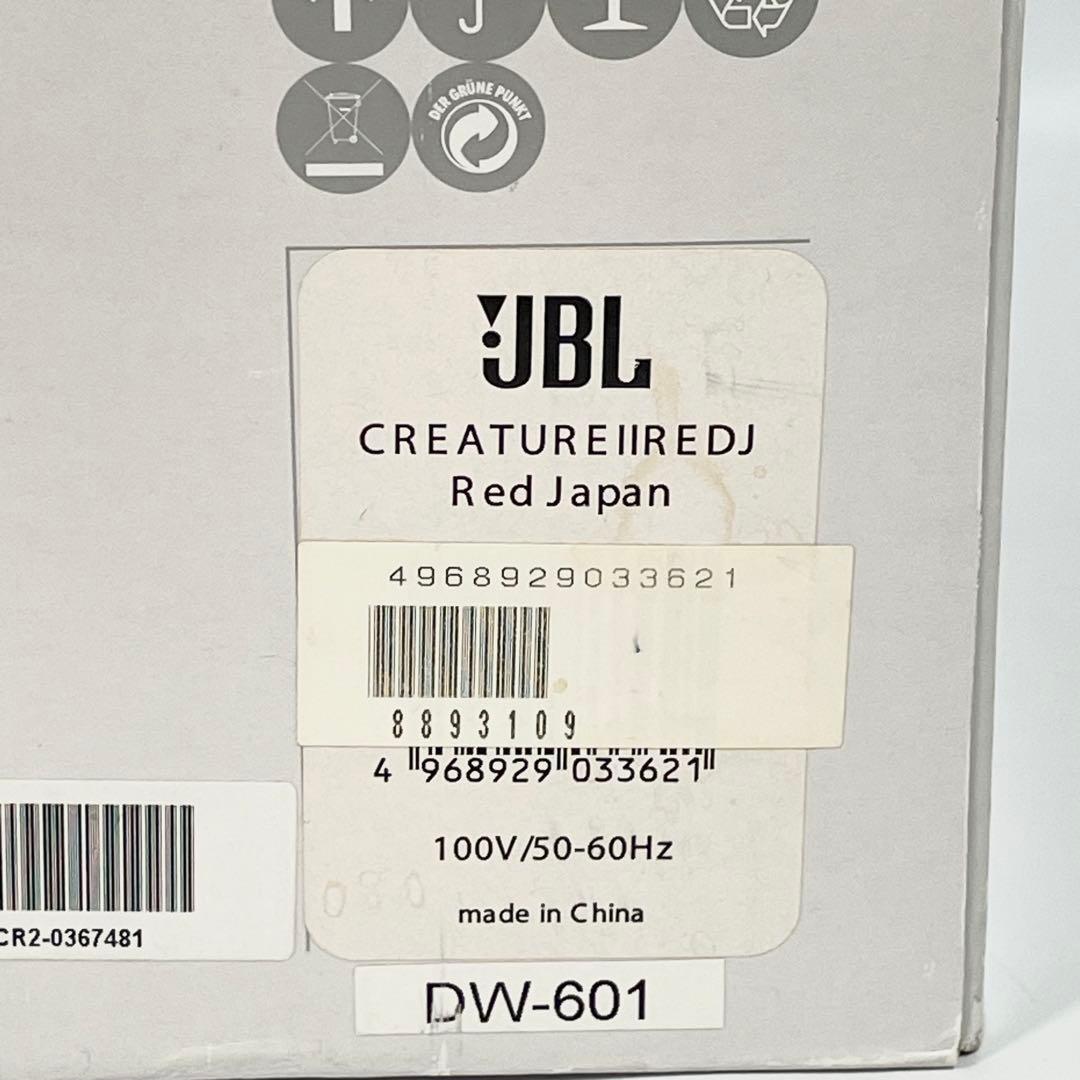 DER GRÜNE PUNKT
JBL
CREATUREIIREDJ
Red Japan
4968929033621
8893109
4 968929 033621
100V/50-60Hz
made in China
CR2-0367481
DW-601